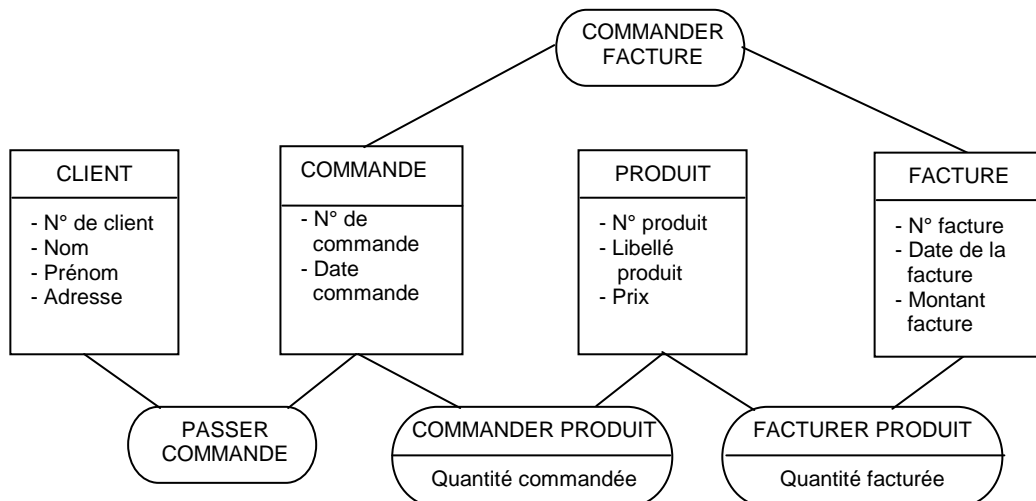 COMMANDER
FACTURE
CLIENT
- N° de client
- Nom
- Prénom
- Adresse
COMMANDE
- N° de
commande
- Date
commande
PRODUIT
- N° produit
- Libellé
produit
- Prix
FACTURE
- N° facture
- Date de la
facture
- Montant
facture
PASSER
COMMANDE
COMMANDER PRODUIT
Quantité commandée
FACTURER PRODUIT
Quantité facturée